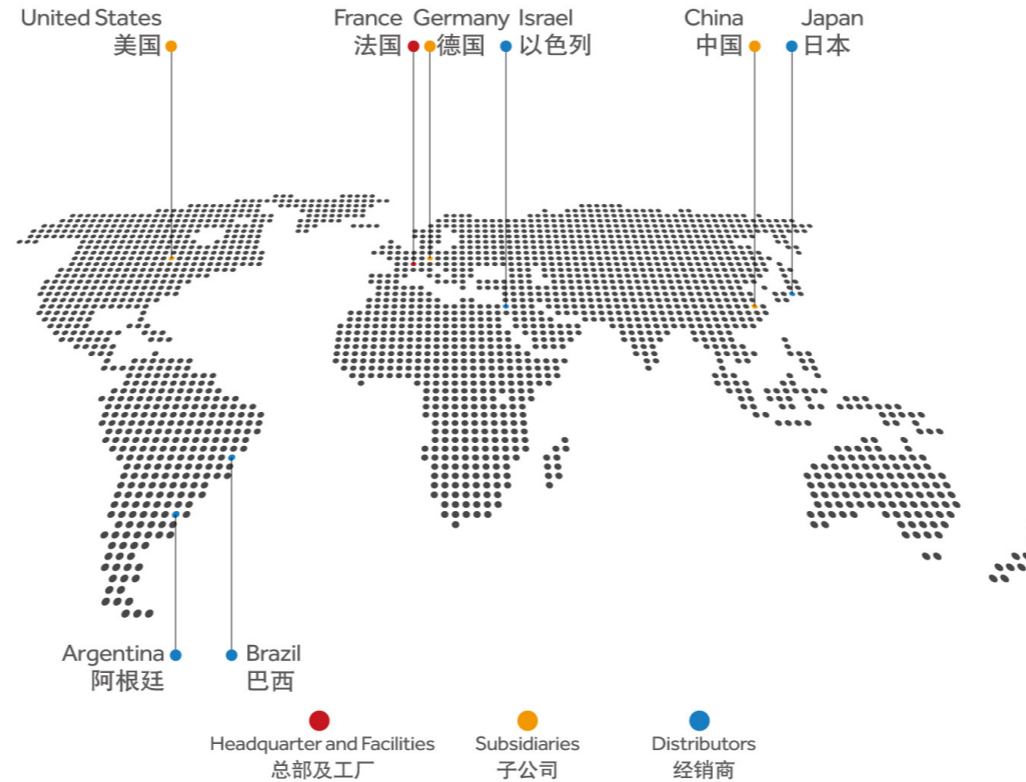 United States
美国
France
法国
Germany
德国
Israel
以色列
China
中国
Japan
日本
Argentina
阿根廷
Brazil
巴西
Headquarter and Facilities
总部及工厂
Subsidiaries
子公司
Distributors
经销商